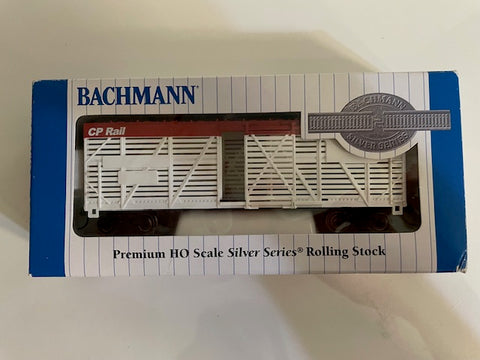 BACHMANN®
BACHMANN
SILVER SERIES
CP Rail
Premium HO Scale Silver Series® Rolling Stock